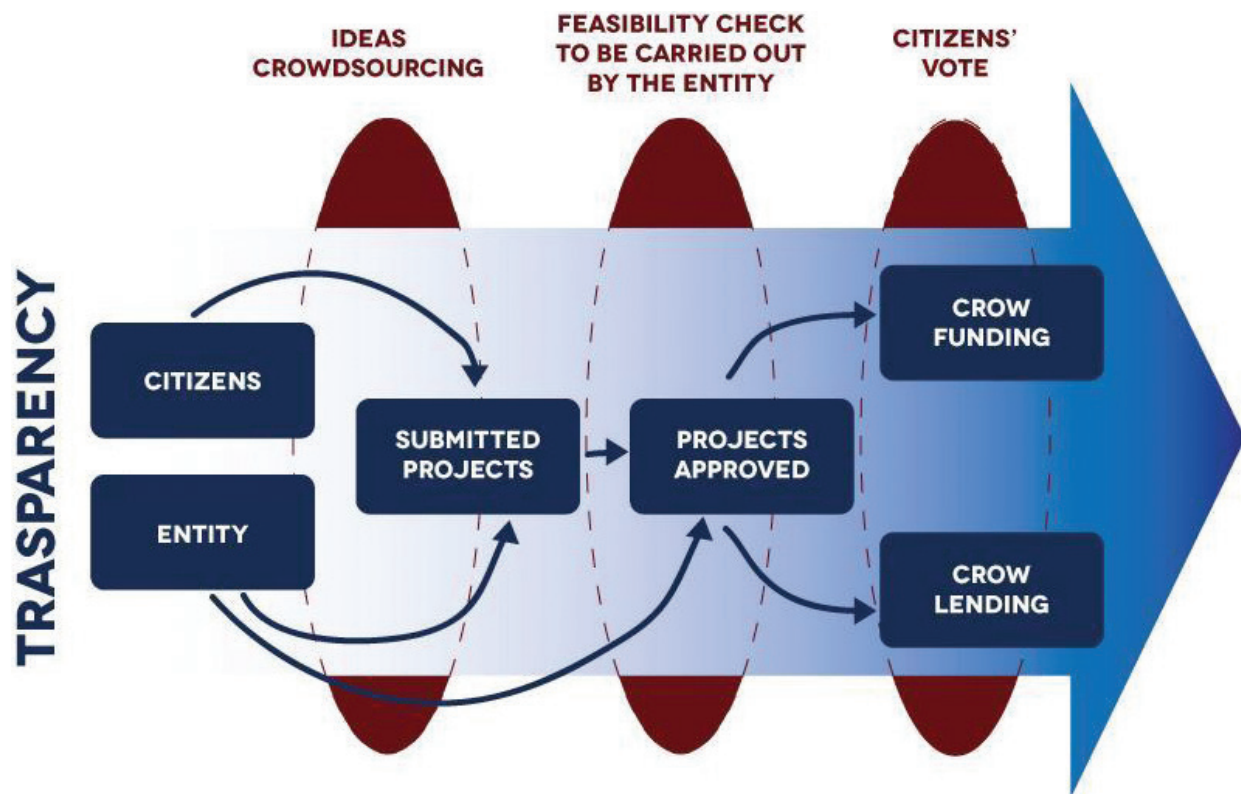 IDEAS
CROWDSOURCING
FEASIBILITY CHECK
TO BE CARRIED OUT
BY THE ENTITY
CITIZENS'
VOTE
TRASPARENCY
CITIZENS
ENTITY
SUBMITTED
PROJECTS
PROJECTS
APPROVED
CROW
FUNDING
CROW
LENDING